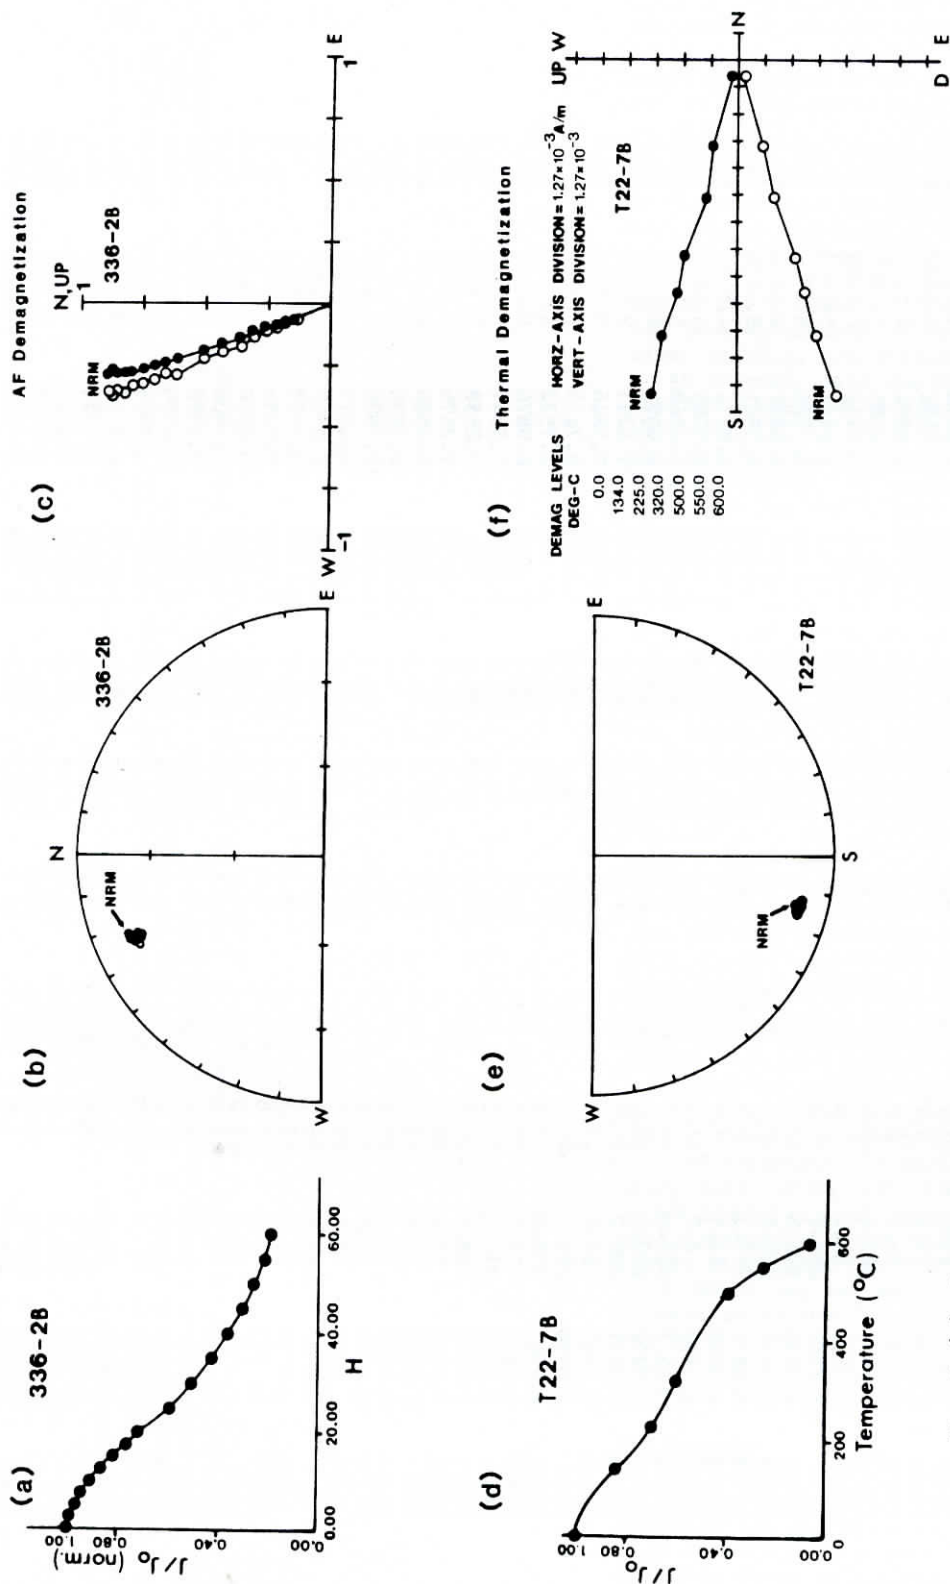 (a)
336-2B
J/J₀ (norm.)
1.00
0.80
0.40
0.00
0.00
20.00
40.00
60.00
H
(b)
336-2B
N
NRM
W
E
AF Demagnetization
(c)
N,UP
1
336-2B
NRM
W
-1
E
1
(d)
T22-7B
J/J₀
1.00
0.80
0.40
0.00
0
200
400
600
Temperature (°C)
(e)
W
E
NRM
S
T22-7B
Thermal Demagnetization
(f)
DEMAG LEVELS HORZ-AXIS DIVISION=1.27×10⁻³A/m UP W
DEG-C VERT-AXIS DIVISION=1.27×10⁻³
0.0
134.0
225.0
320.0
500.0
550.0
600.0
T22-7B
NRM
S
N
NRM
D E